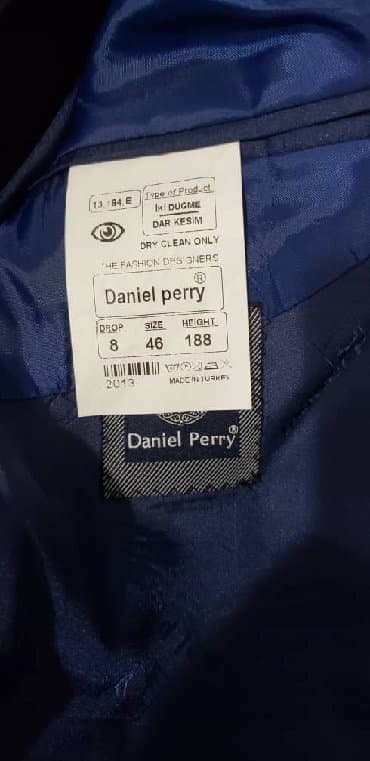 13.184.E
Type of Product
DUGME
DAR KESIM
DRY CLEAN ONLY
THE FASHION DESIGNERS
Daniel perry ®
DROP SIZE HEIGHT
8 46 188
2013
MADE IN TURKEY
Daniel Perry®